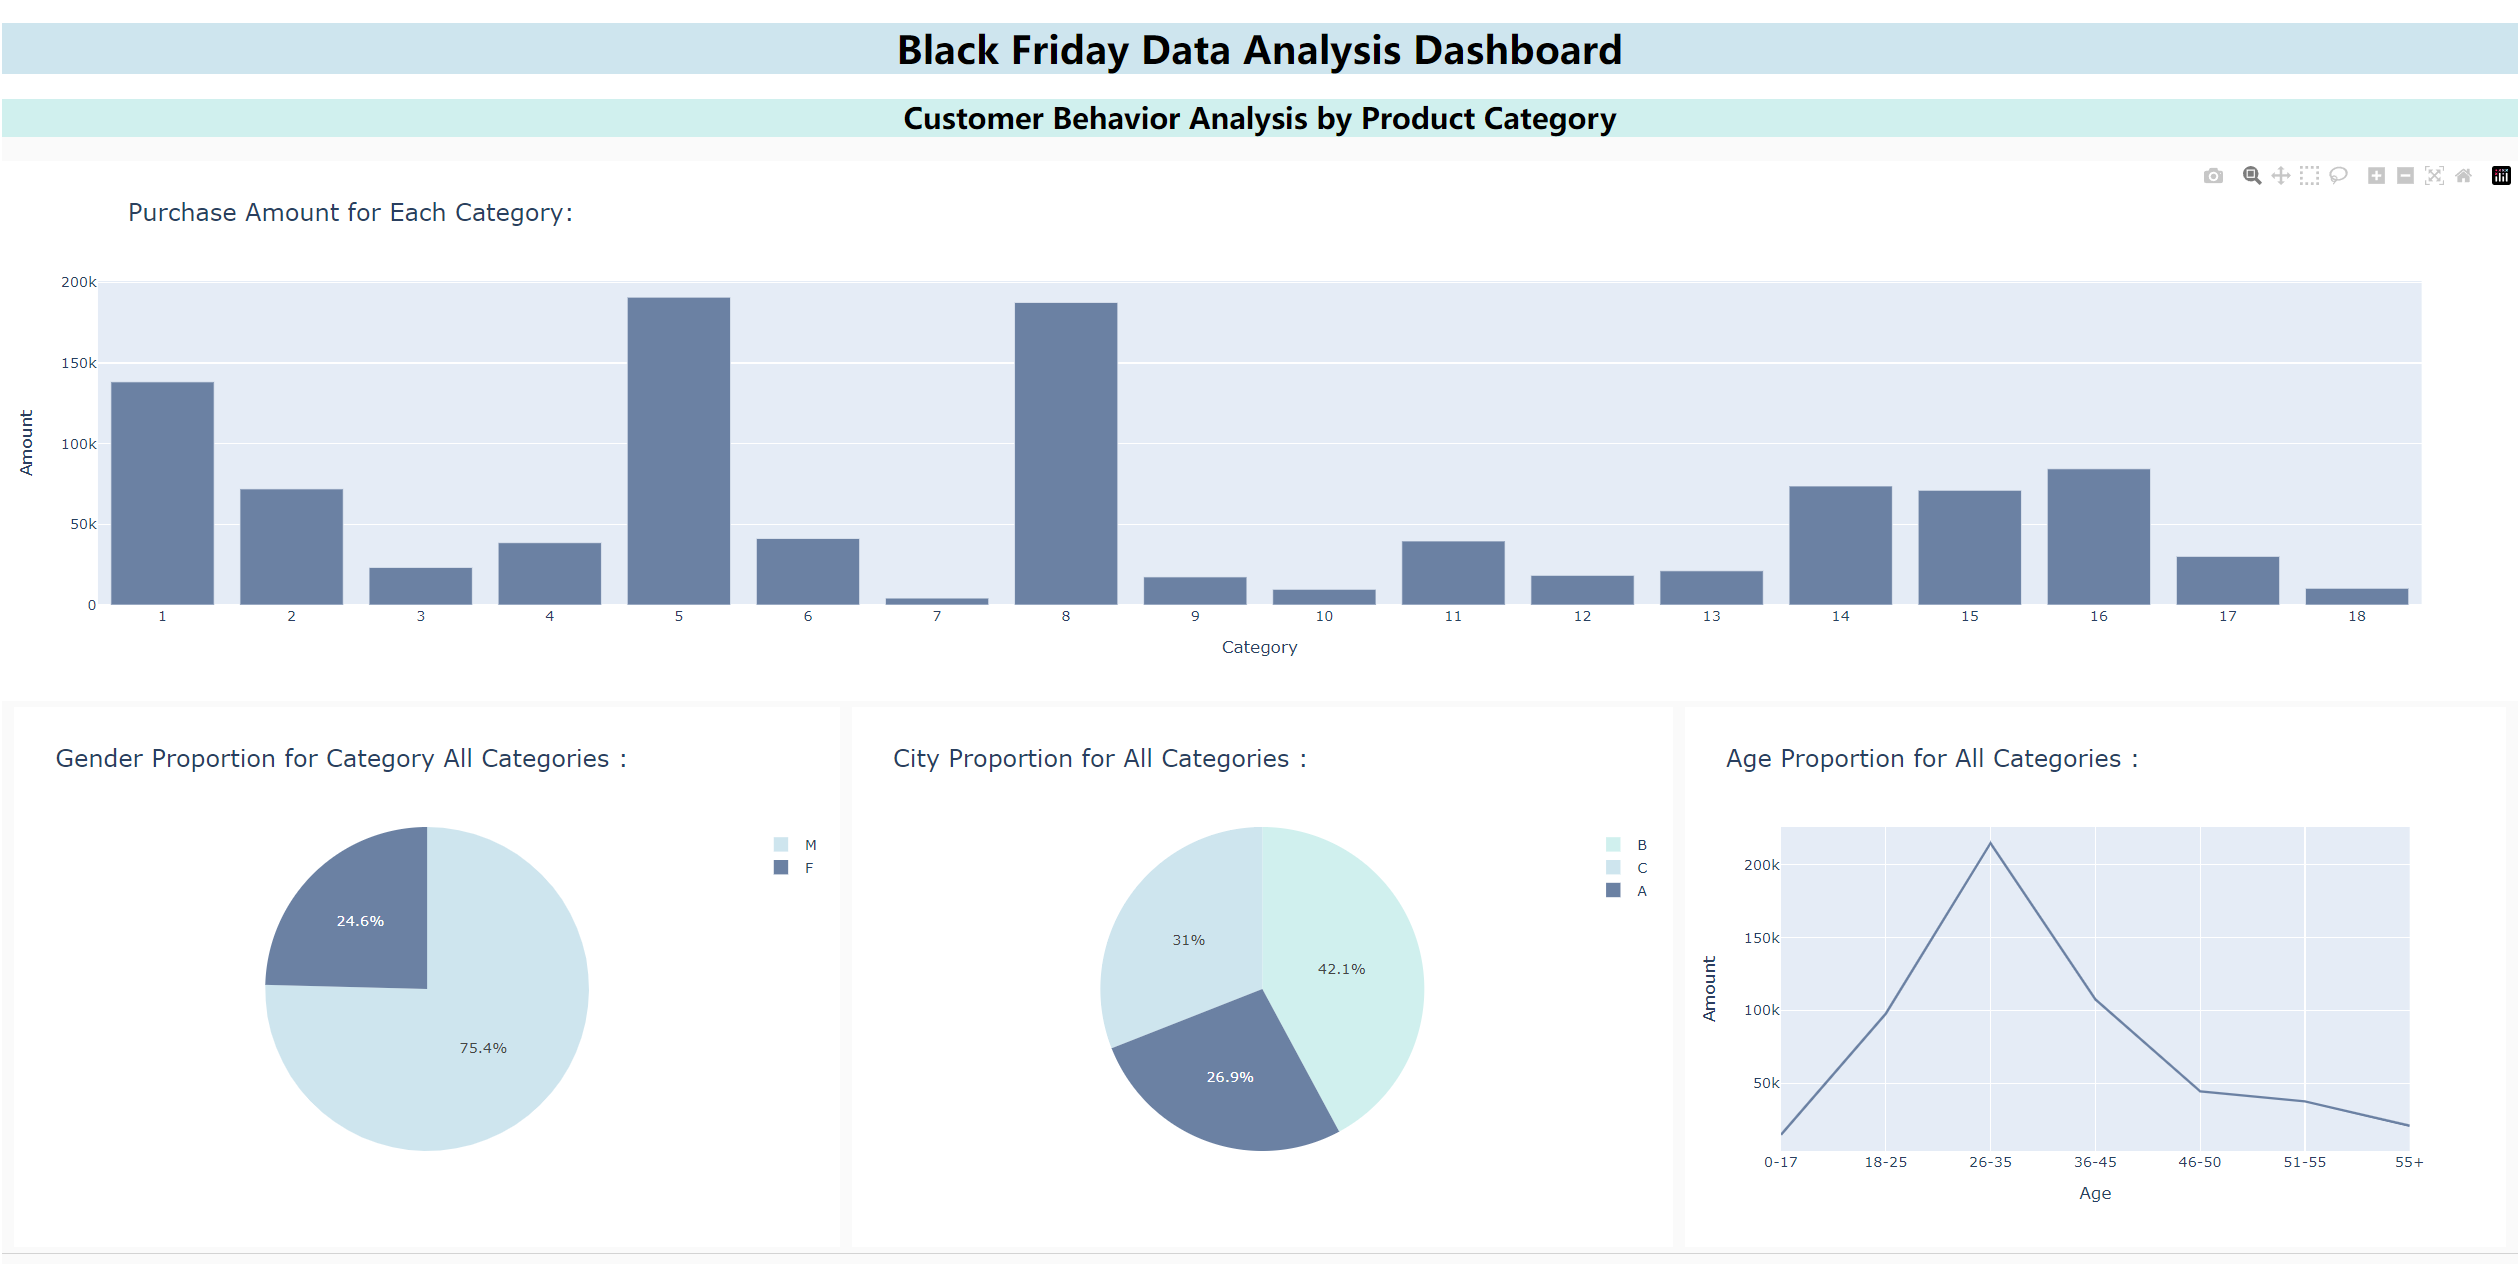 Black Friday Data Analysis Dashboard
Customer Behavior Analysis by Product Category
Purchase Amount for Each Category:
200k
150k
100k
50k
0
Amount
1 2 3 4 5 6 7 8 9 10 11 12 13 14 15 16 17 18
Category
Gender Proportion for Category All Categories :
M
F
24.6%
75.4%
City Proportion for All Categories :
B
C
A
31%
42.1%
26.9%
Age Proportion for All Categories :
200k
150k
100k
50k
Amount
0-17 18-25 26-35 36-45 46-50 51-55 55+
Age